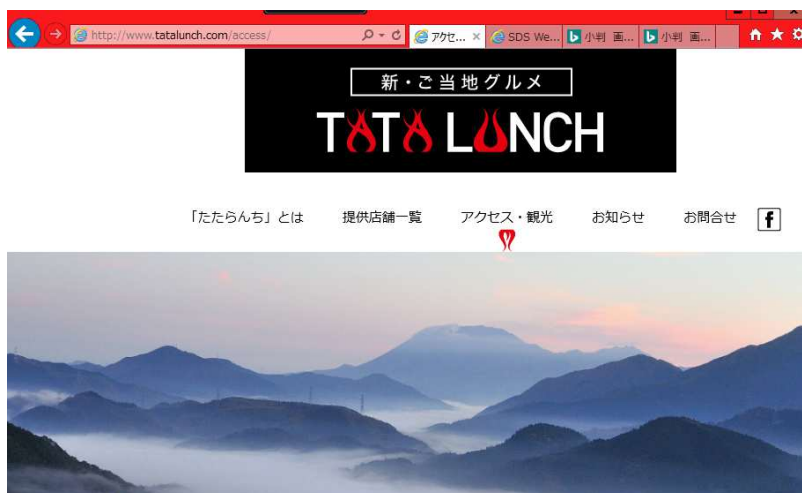 http://www.tatalunch.com/access/
アクセ...
SDS We...
小判 画...
小判 画...
新・ご当地グルメ
TATA LUNCH
「たたらんち」とは 提供店舗一覧 アクセス・観光 お知らせ お問合せ f